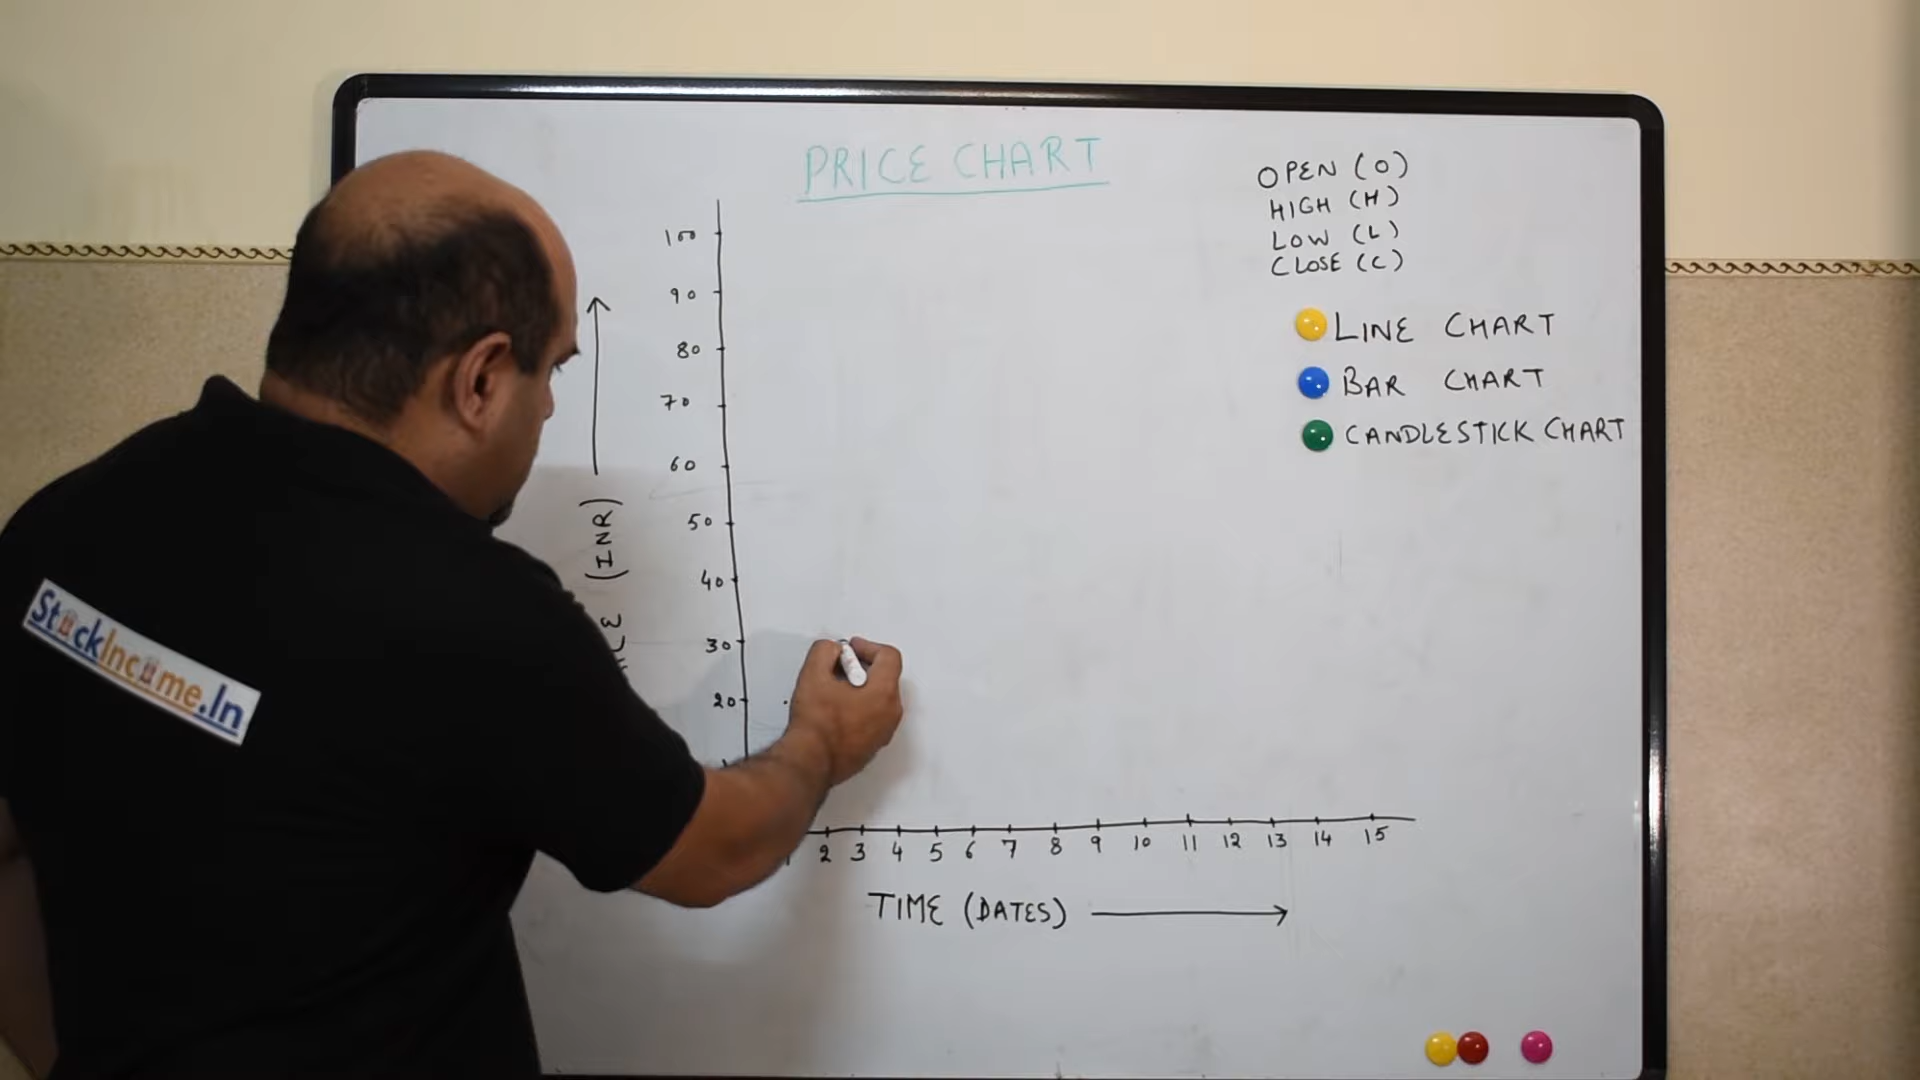 PRICE CHART
OPEN (O)
HIGH (H)
LOW (L)
CLOSE (C)
LINE CHART
BAR CHART
CANDLESTICK CHART
100
90
80
70
60
50
40
30
20
(INR)
2 3 4 5 6 7 8 9 10 11 12 13 14 15
TIME (DATES)
StockIncome.In